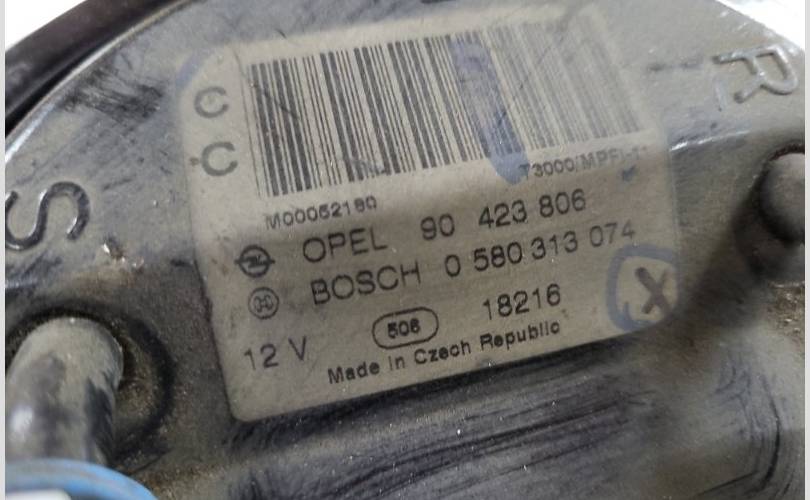 C
C
M00052180
73000(MPFI-1
OPEL 90 423 806
BOSCH 0 580 313 074
12 V 506 18216 X
Made in Czech Republic
S
R